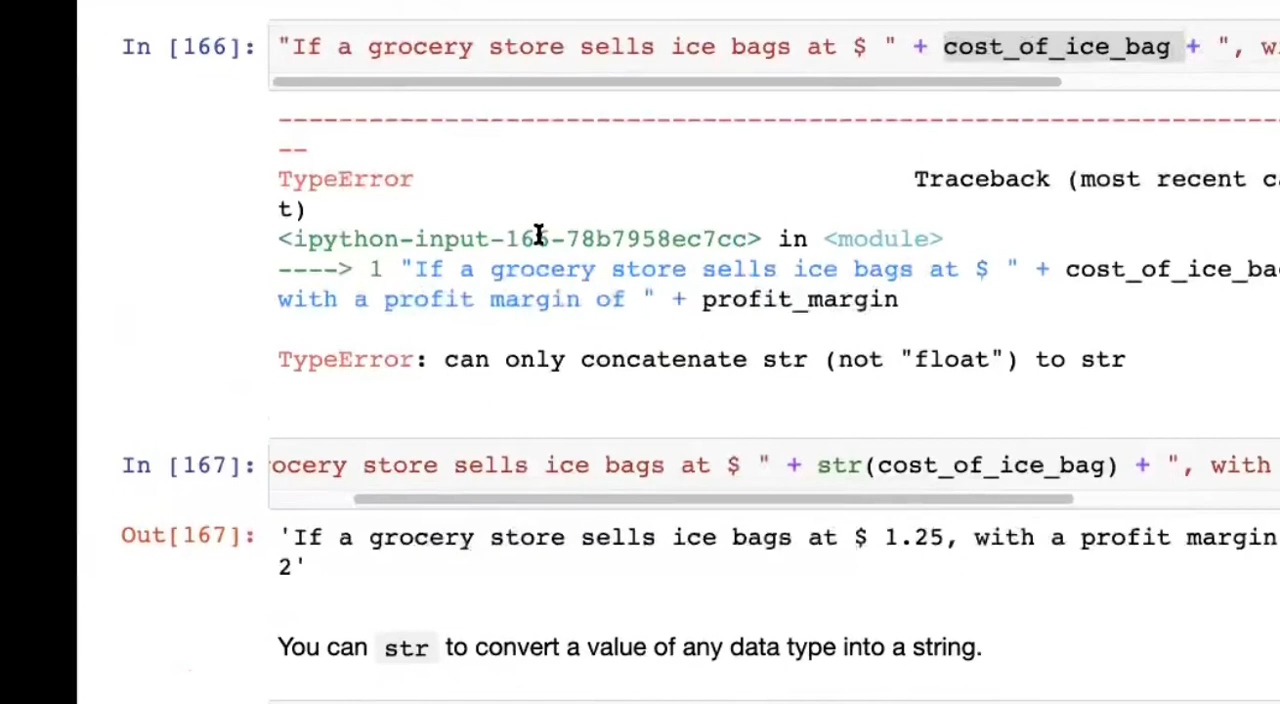 In [166]: "If a grocery store sells ice bags at $ " + cost_of_ice_bag + ", wi
--------------------------------------------------------------------
--
TypeError Traceback (most recent ca
t)
<ipython-input-166-78b7958ec7cc> in <module>
----> 1 "If a grocery store sells ice bags at $ " + cost_of_ice_bag
with a profit margin of " + profit_margin
TypeError: can only concatenate str (not "float") to str
In [167]: ocery store sells ice bags at $ " + str(cost_of_ice_bag) + ", with
Out[167]: 'If a grocery store sells ice bags at $ 1.25, with a profit margin
2'
You can str to convert a value of any data type into a string.